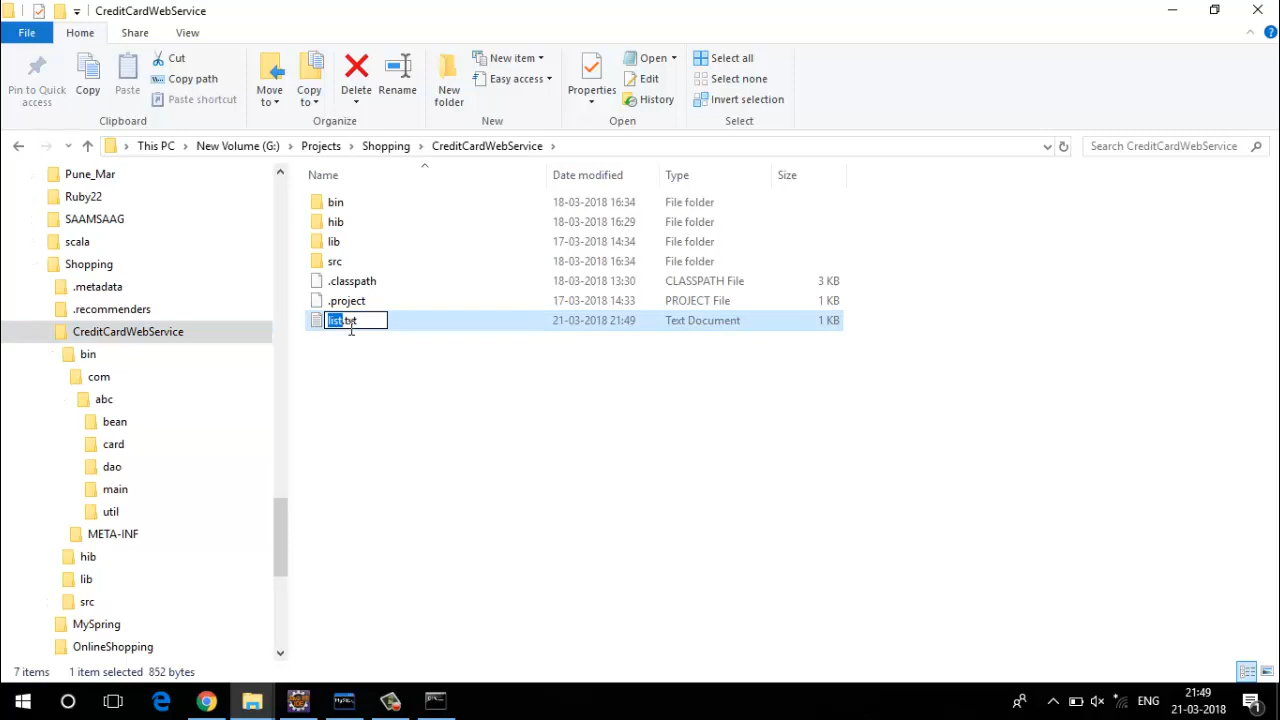 CreditCardWebService
File Home Share View
Pin to Quick access
Copy
Paste
Cut
Copy path
Paste shortcut
Clipboard
Move to
Copy to
Delete
Rename
Organize
New folder
New item
Easy access
New
Properties
Open
Edit
History
Open
Select all
Select none
Invert selection
Select
This PC New Volume (G:) Projects Shopping CreditCardWebService
Search CreditCardWebService
Name Date modified Type Size
bin 18-03-2018 16:34 File folder
hib 18-03-2018 16:29 File folder
lib 17-03-2018 14:34 File folder
src 18-03-2018 16:34 File folder
.classpath 18-03-2018 13:30 CLASSPATH File 3 KB
.project 17-03-2018 14:33 PROJECT File 1 KB
list.txt 21-03-2018 21:49 Text Document 1 KB
Pune_Mar
Ruby22
SAAMSAAG
scala
Shopping
.metadata
.recommenders
CreditCardWebService
bin
com
abc
bean
card
dao
main
util
META-INF
hib
lib
src
MySpring
OnlineShopping
7 items 1 item selected 852 bytes
ENG
21:49
21-03-2018
1